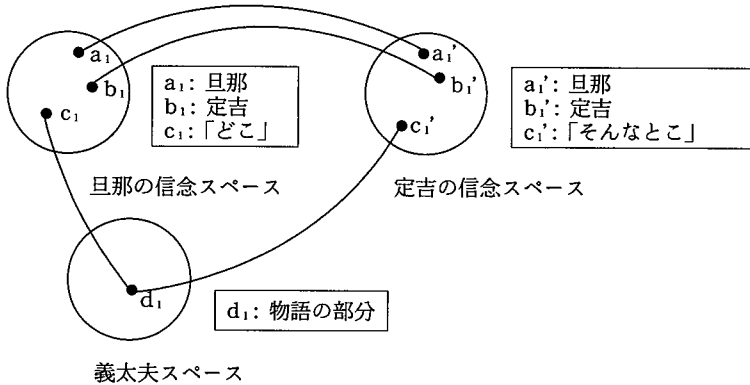 a₁
b₁
c₁
a₁: 旦那
b₁: 定吉
c₁: 「どこ」
旦那の信念スペース
a₁'
b₁'
c₁'
a₁': 旦那
b₁': 定吉
c₁': 「そんなとこ」
定吉の信念スペース
d₁
d₁: 物語の部分
義太夫スペース